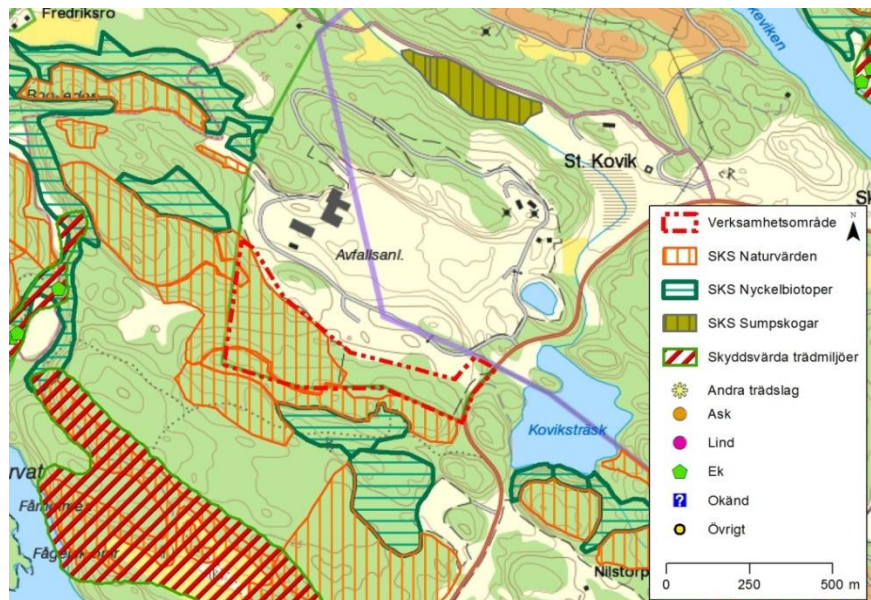 Fredriksro
St. Kovik
Avfallsanl.
Koviksträsk
Nilstorp
Verksamhetsområde
N
SKS Naturvärden
SKS Nyckelbiotoper
SKS Sumpskogar
Skyddsvärda trädmiljöer
Andra trädslag
Ask
Lind
Ek
Okänd
Övrigt
0 250 500 m